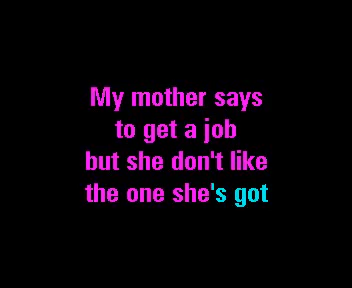 My mother says
to get a job
but she don't like
the one she's got